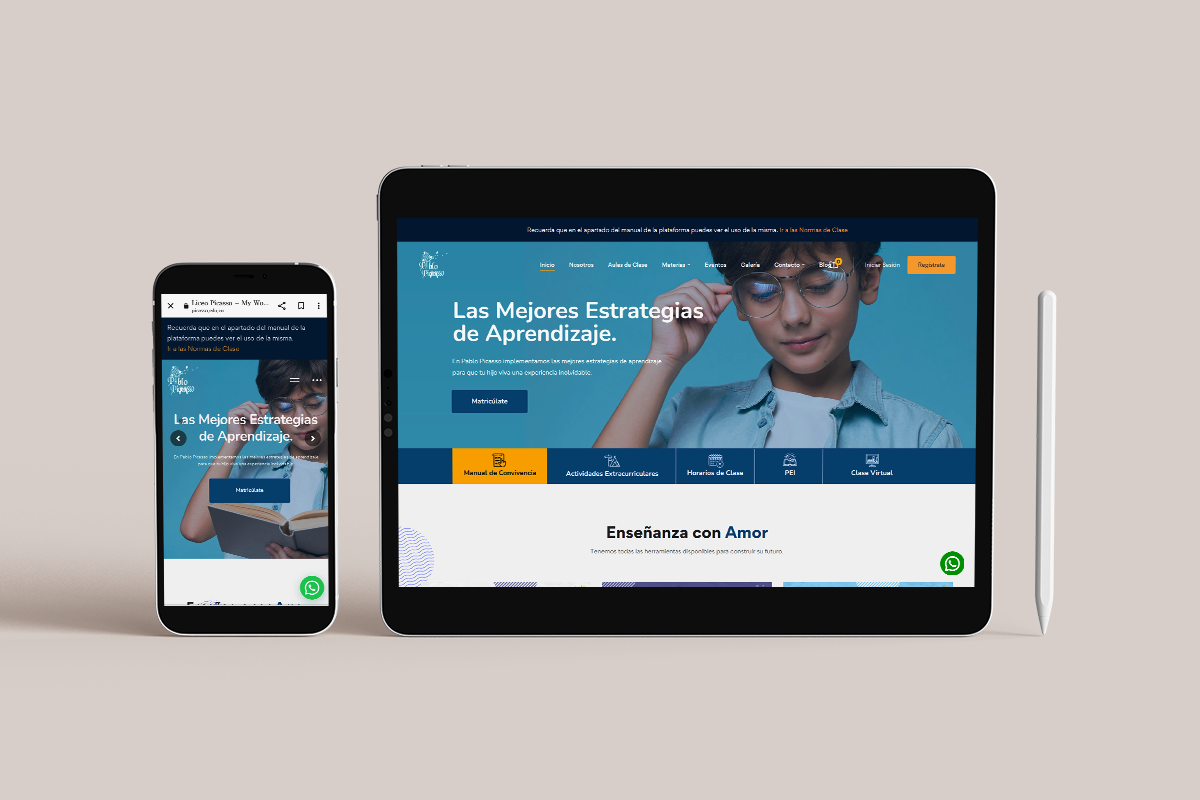 Liceo Picasso – My Wo...
picasso.edu.co
Recuerda que en el apartado del manual de la
plataforma puedes ver el uso de la misma.
Ir a las Normas de Clase
Pablo
Picasso
Las Mejores Estrategias
de Aprendizaje.
En Pablo Picasso implementamos las mejores estrategias de aprendizaje
para que tu hijo viva una experiencia inolvidable.
Matricúlate
Recuerda que en el apartado del manual de la plataforma puedes ver el uso de la misma. Ir a las Normas de Clase
Pablo
Picasso
Inicio Nosotros Aulas de Clase Materias Eventos Galería Contacto Blog 0 Iniciar Sesión Regístrate
Las Mejores Estrategias
de Aprendizaje.
En Pablo Picasso implementamos las mejores estrategias de aprendizaje
para que tu hijo viva una experiencia inolvidable.
Matricúlate
Manual de Convivencia Actividades Extracurriculares Horarios de Clase PEI Clase Virtual
Enseñanza con Amor
Tenemos todas las herramientas disponibles para construir su futuro.